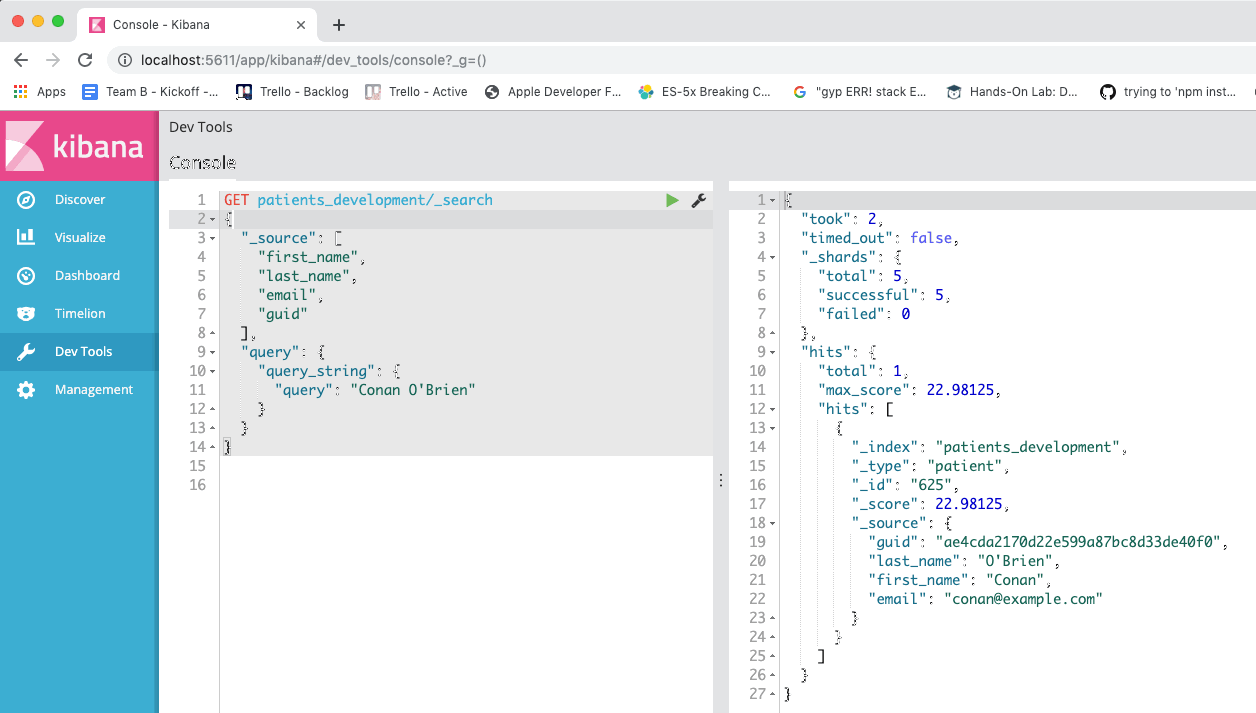 Console - Kibana
localhost:5611/app/kibana#/dev_tools/console?_g=()
Apps Team B - Kickoff -... Trello - Backlog Trello - Active Apple Developer F... ES-5x Breaking C... "gyp ERR! stack E... Hands-On Lab: D... trying to 'npm inst...
kibana
Discover
Visualize
Dashboard
Timelion
Dev Tools
Management
Dev Tools
Console
1 GET patients_development/_search
2 {
3 "_source": [
4 "first_name",
5 "last_name",
6 "email",
7 "guid"
8 ],
9 "query": {
10 "query_string": {
11 "query": "Conan O'Brien"
12 }
13 }
14 }
15
16
1 {
2 "took": 2,
3 "timed_out": false,
4 "_shards": {
5 "total": 5,
6 "successful": 5,
7 "failed": 0
8 },
9 "hits": {
10 "total": 1,
11 "max_score": 22.98125,
12 "hits": [
13 {
14 "_index": "patients_development",
15 "_type": "patient",
16 "_id": "625",
17 "_score": 22.98125,
18 "_source": {
19 "guid": "ae4cda2170d22e599a87bc8d33de40f0",
20 "last_name": "O'Brien",
21 "first_name": "Conan",
22 "email": "conan@example.com"
23 }
24 }
25 ]
26 }
27 }